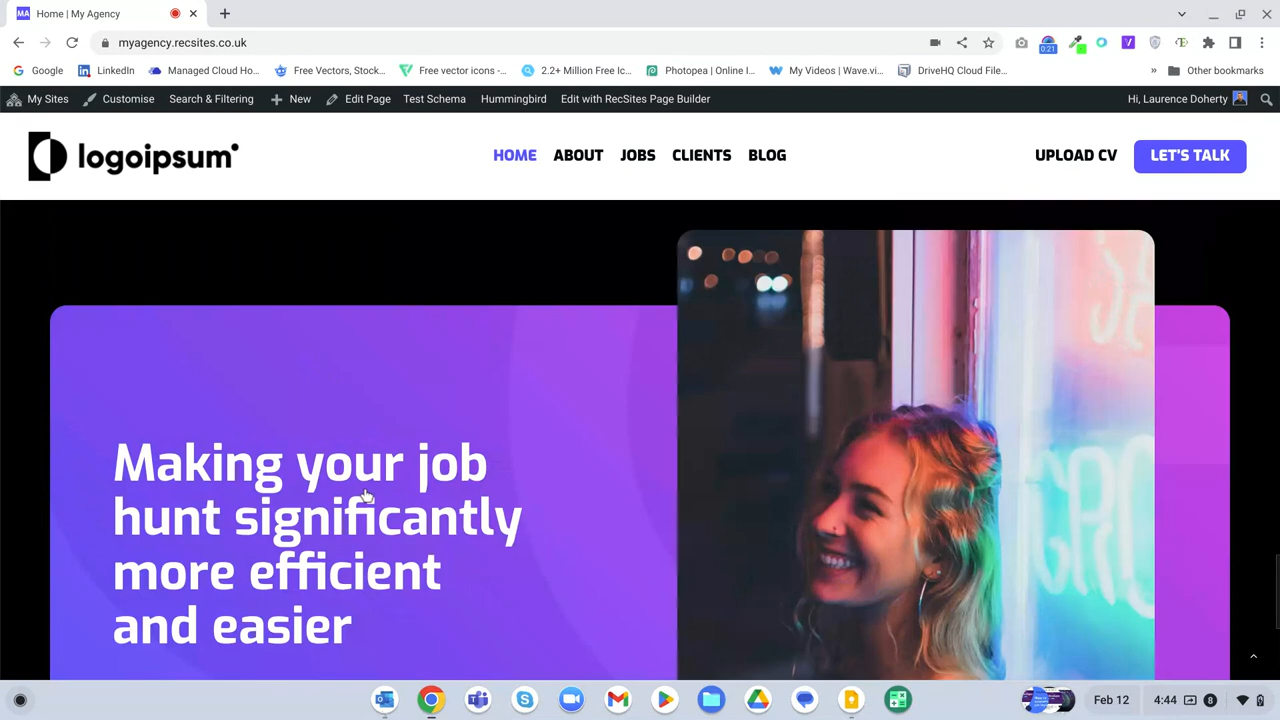 MA Home | My Agency
myagency.recsites.co.uk
0:21
Google LinkedIn Managed Cloud Ho... Free Vectors, Stock... Free vector icons -... 2.2+ Million Free Ic... Photopea | Online I... My Videos | Wave.vi... DriveHQ Cloud File... » Other bookmarks
My Sites Customise Search & Filtering New Edit Page Test Schema Hummingbird Edit with RecSites Page Builder Hi, Laurence Doherty
logoipsum HOME ABOUT JOBS CLIENTS BLOG UPLOAD CV LET'S TALK
Making your job
hunt significantly
more efficient
and easier
Feb 12 4:44 8